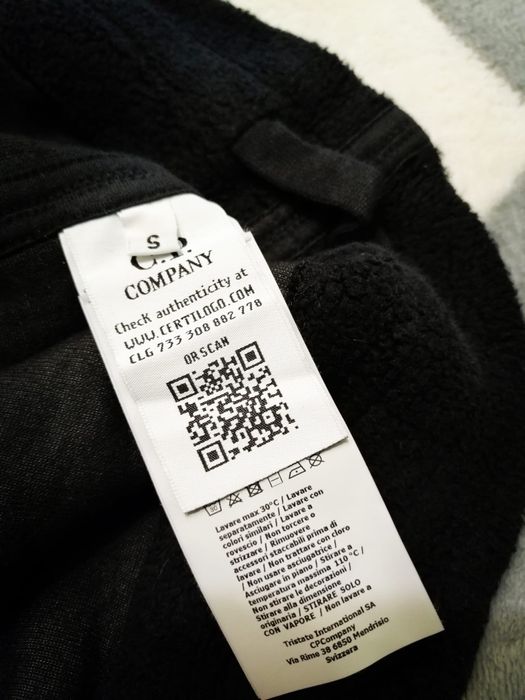 S
C.P.
COMPANY
Check authenticity at
WWW.CERTILOGO.COM
CLG 733 308 882 778
OR SCAN
30
Lavare max 30°C / Lavare
separatamente / Lavare con
colori similari / Lavare a
rovescio / Non torcere o
strizzare / Rimuovere
accessori staccabili prima di
lavare / Non trattare con cloro
/ Non usare asciugatrice /
Asciugare in piano / Stirare a
temperatura massima 110°C /
Non stirare le decorazioni /
Stirare alla dimensione
originaria / STIRARE SOLO
CON VAPORE / Non lavare a
Tristate International SA
CPCompany
Via Rime 38 6850 Mendrisio
Svizzera